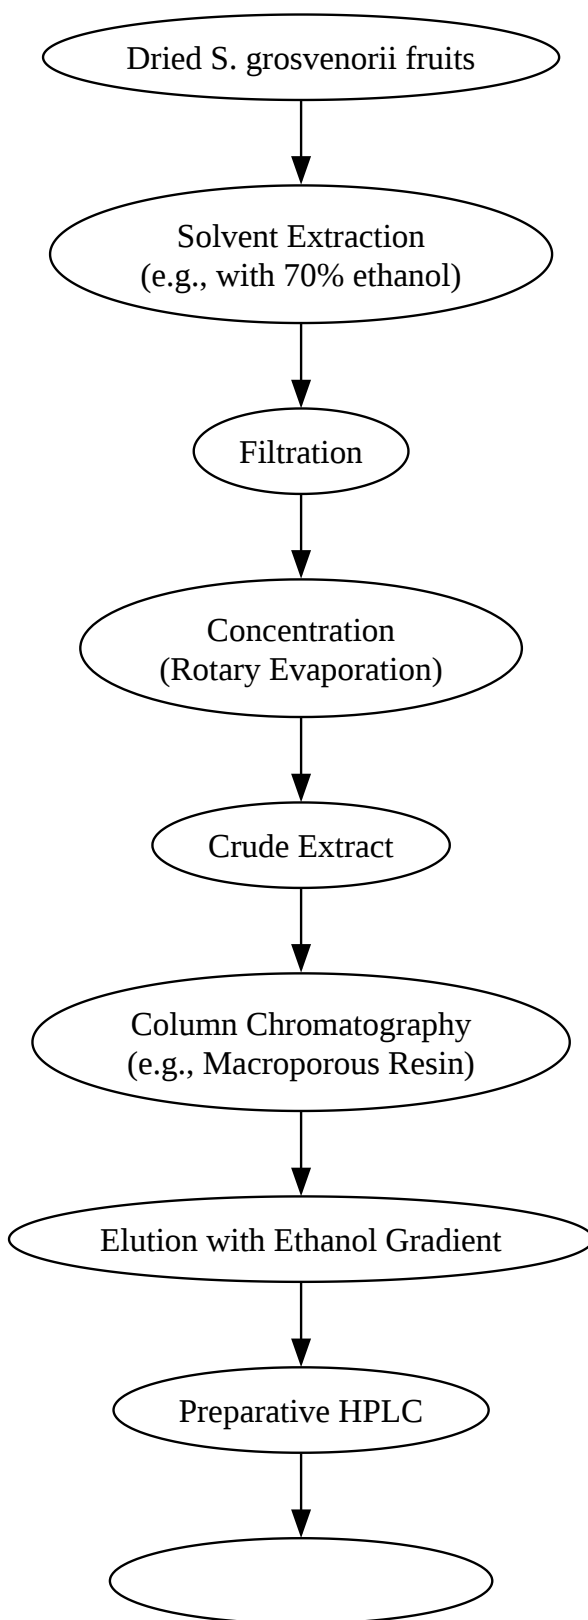 Dried S. grosvenorii fruits
Solvent Extraction
(e.g., with 70% ethanol)
Filtration
Concentration
(Rotary Evaporation)
Crude Extract
Column Chromatography
(e.g., Macroporous Resin)
Elution with Ethanol Gradient
Preparative HPLC